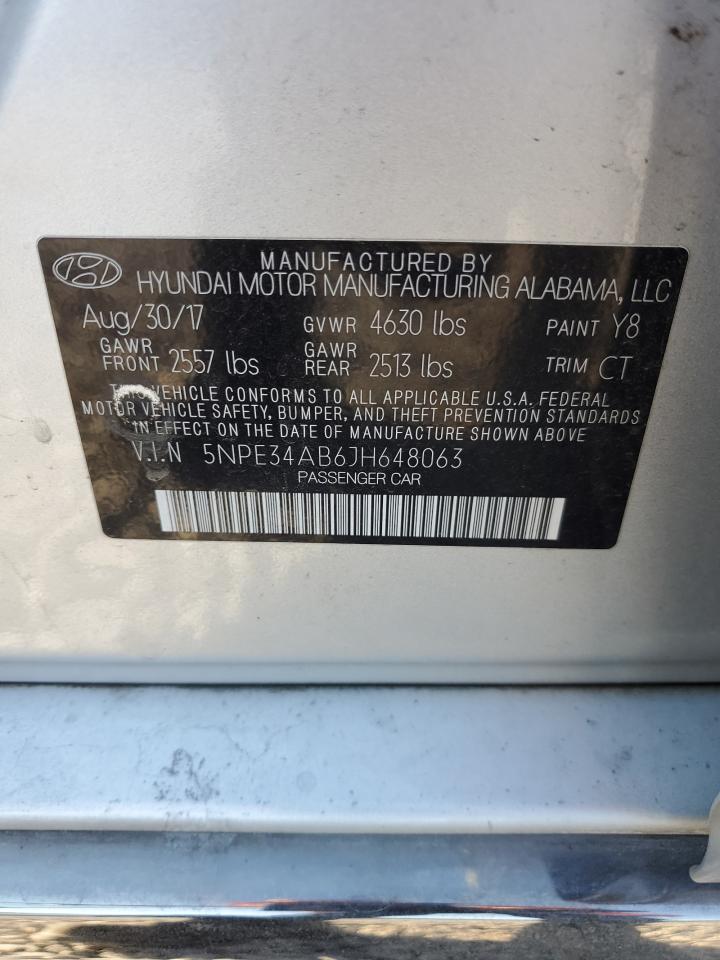 MANUFACTURED BY
HYUNDAI MOTOR MANUFACTURING ALABAMA, LLC
Aug/30/17 GVWR 4630 lbs PAINT Y8
GAWR FRONT 2557 lbs GAWR REAR 2513 lbs TRIM CT
THIS VEHICLE CONFORMS TO ALL APPLICABLE U.S.A. FEDERAL
MOTOR VEHICLE SAFETY, BUMPER, AND THEFT PREVENTION STANDARDS
IN EFFECT ON THE DATE OF MANUFACTURE SHOWN ABOVE.
V.I.N 5NPE34AB6JH648063
PASSENGER CAR